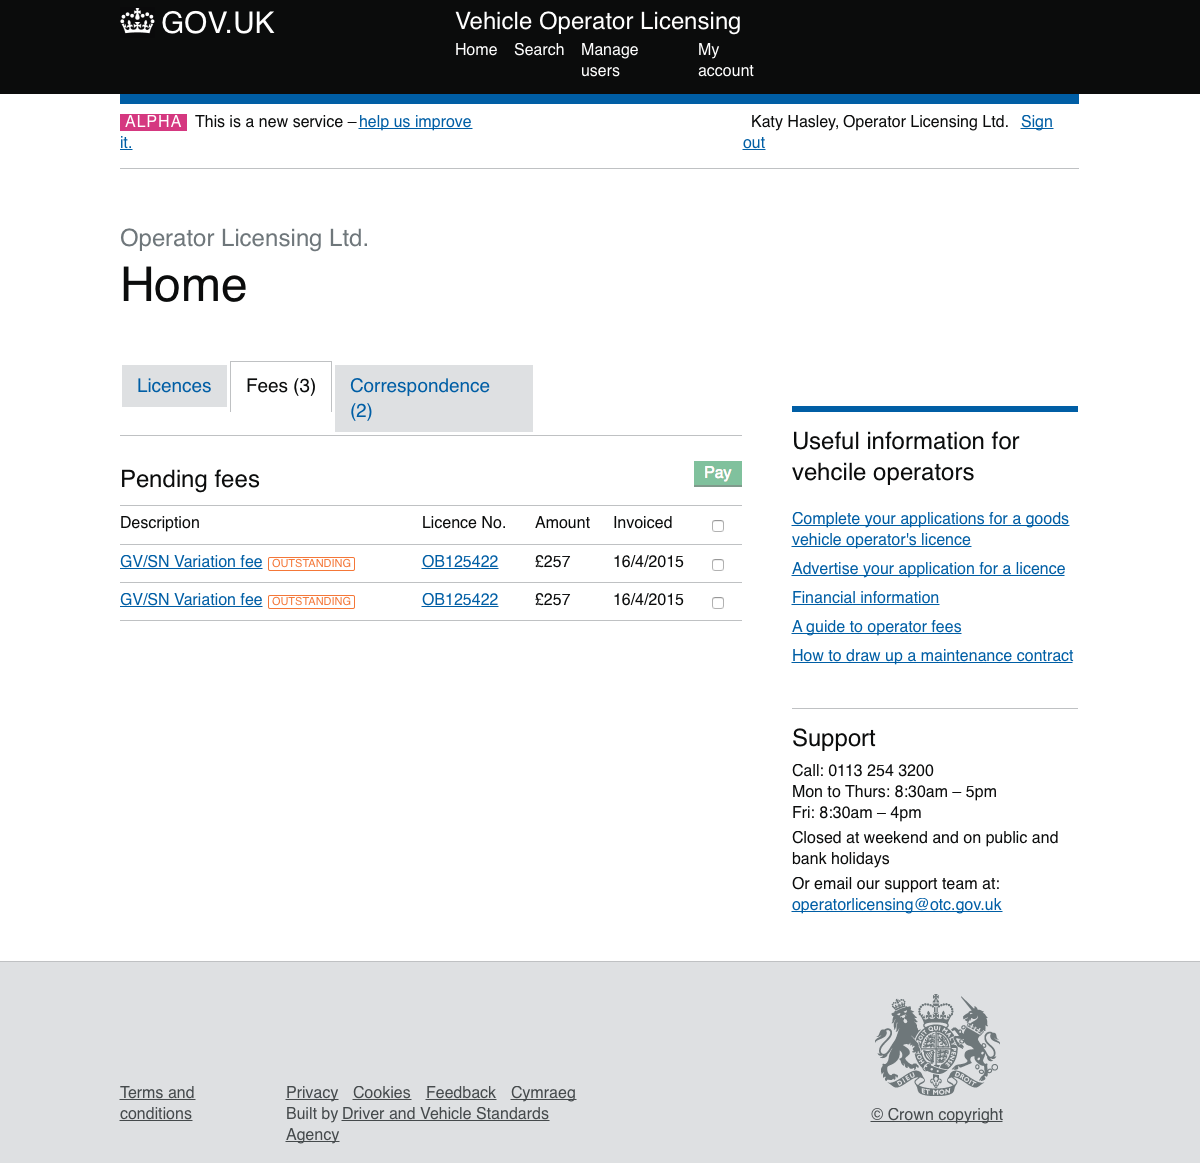 GOV.UK
Vehicle Operator Licensing
Home Search Manage users My account
ALPHA This is a new service – help us improve it.
Katy Hasley, Operator Licensing Ltd. Sign out
Operator Licensing Ltd.
Home
Licences Fees (3) Correspondence (2)
Pending fees
Pay
Description Licence No. Amount Invoiced
GV/SN Variation fee OUTSTANDING OB125422 £257 16/4/2015
GV/SN Variation fee OUTSTANDING OB125422 £257 16/4/2015
Useful information for
vehcile operators
Complete your applications for a goods
vehicle operator's licence
Advertise your application for a licence
Financial information
A guide to operator fees
How to draw up a maintenance contract
Support
Call: 0113 254 3200
Mon to Thurs: 8:30am – 5pm
Fri: 8:30am – 4pm
Closed at weekend and on public and
bank holidays
Or email our support team at:
operatorlicensing@otc.gov.uk
Terms and
conditions
Privacy Cookies Feedback Cymraeg
Built by Driver and Vehicle Standards
Agency
DIEU ET MON DROIT
© Crown copyright